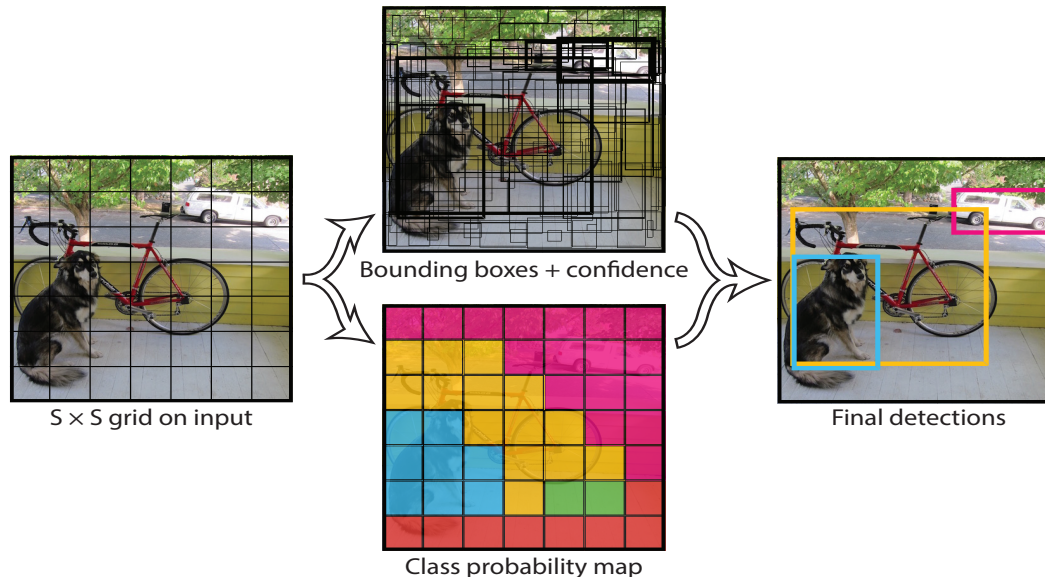 S × S grid on input
Bounding boxes + confidence
Class probability map
Final detections